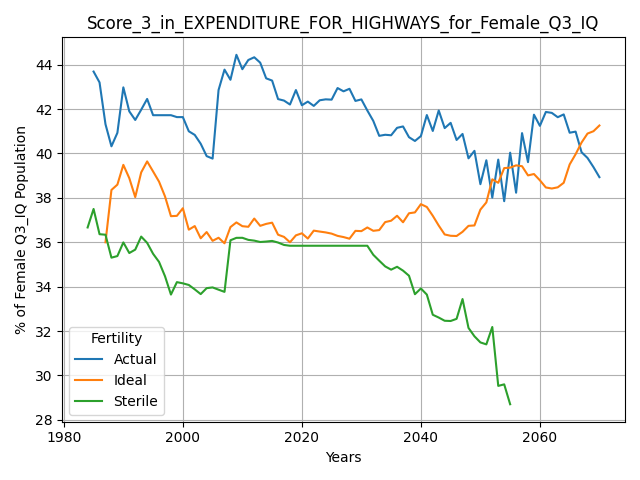 Score_3_in_EXPENDITURE_FOR_HIGHWAYS_for_Female_Q3_IQ
% of Female Q3_IQ Population
44
42
40
38
36
34
32
30
28
Fertility
Actual
Ideal
Sterile
1980 2000 2020 2040 2060
Years